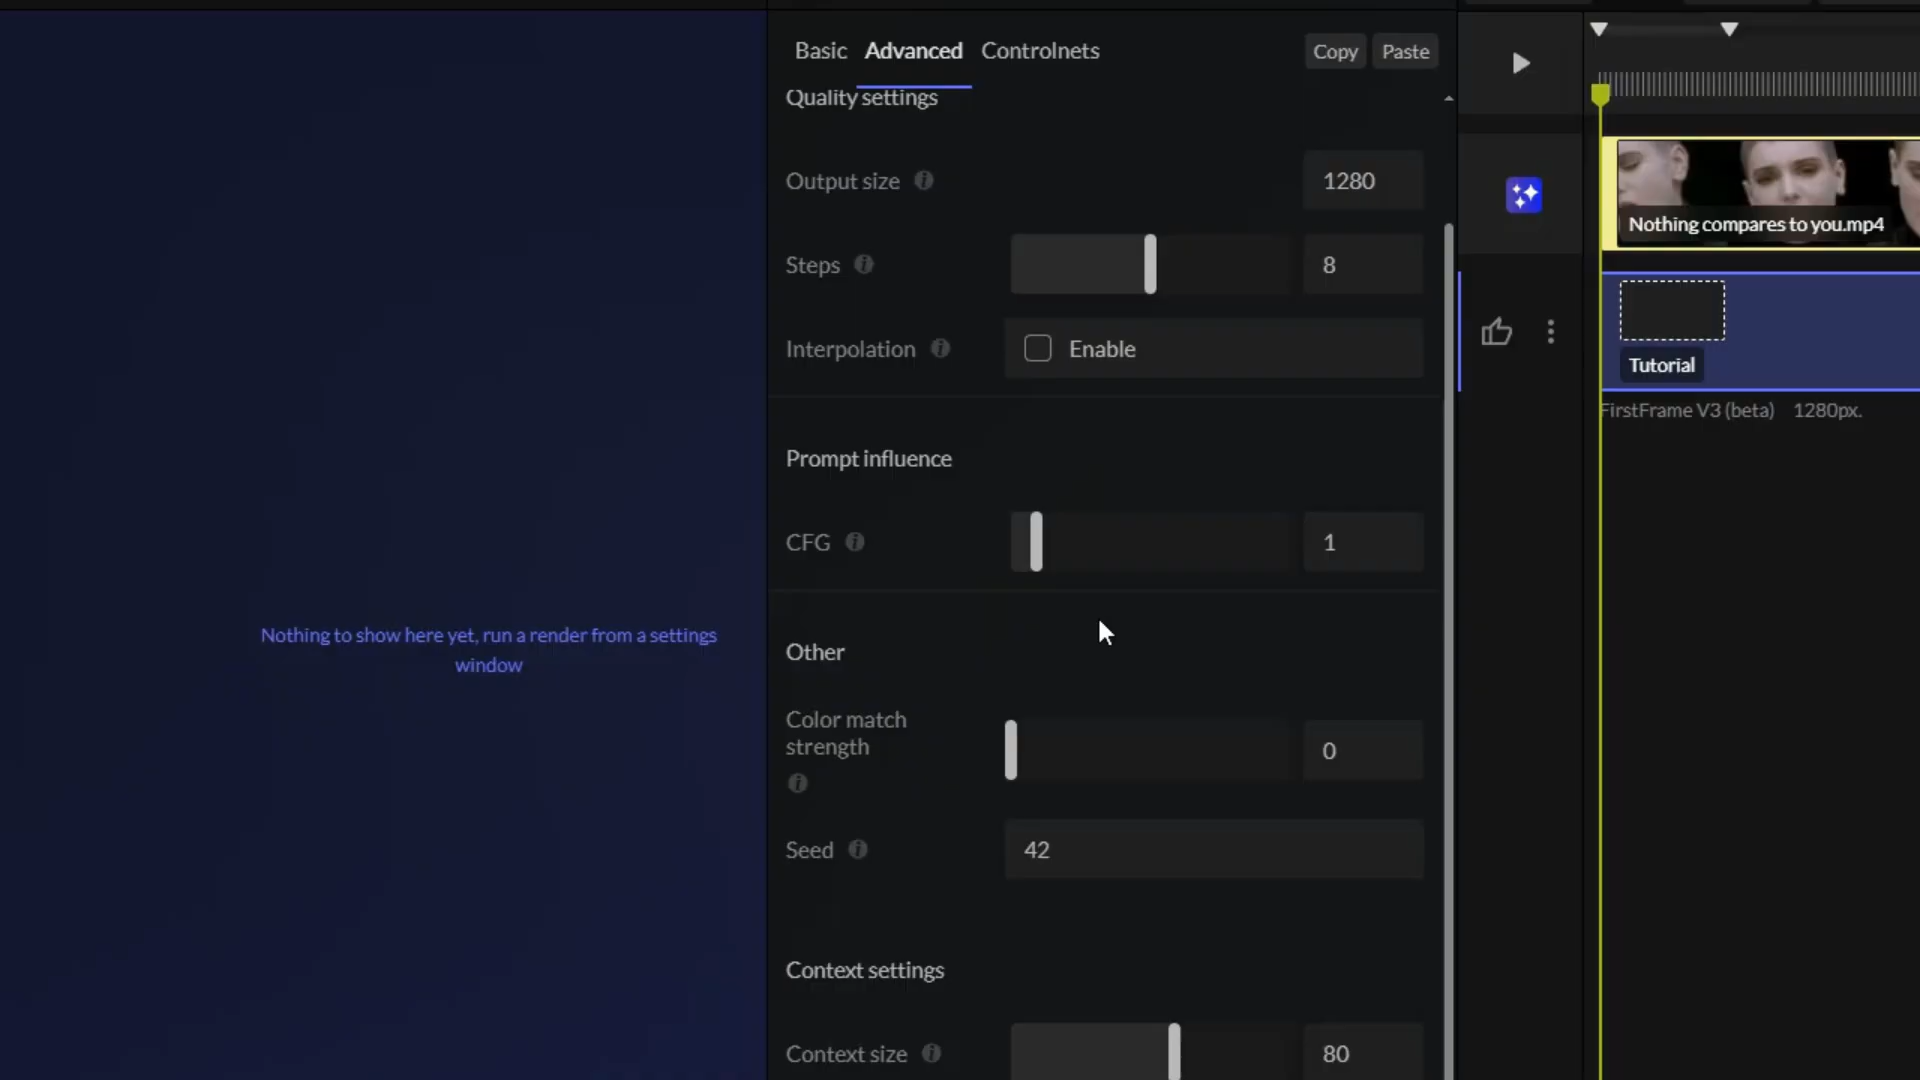 Basic Advanced Controlnets Copy Paste
Quality settings
Output size 1280
Steps 8
Interpolation Enable
Prompt influence
CFG 1
Other
Color match
strength
0
Seed 42
Context settings
Context size 80
Nothing to show here yet, run a render from a settings
window
Nothing compares to you.mp4
Tutorial
FirstFrame V3 (beta) 1280px.